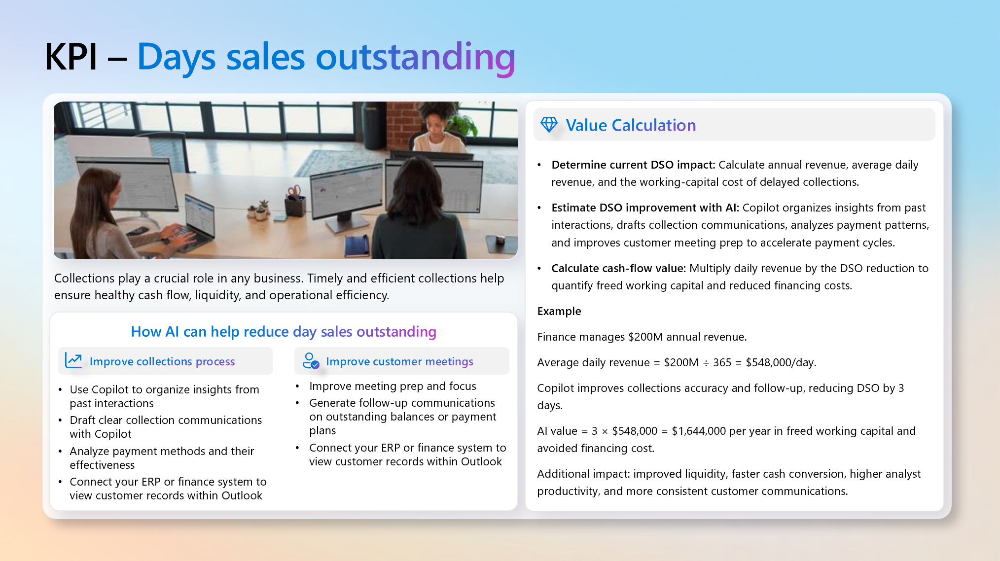 KPI – Days sales outstanding
Collections play a crucial role in any business. Timely and efficient collections help
ensure healthy cash flow, liquidity, and operational efficiency.
How AI can help reduce day sales outstanding
Improve collections process
• Use Copilot to organize insights from
past interactions
• Draft clear collection communications
with Copilot
• Analyze payment methods and their
effectiveness
• Connect your ERP or finance system to
view customer records within Outlook
Improve customer meetings
• Improve meeting prep and focus
• Generate follow-up communications
on outstanding balances or payment
plans
• Connect your ERP or finance system to
view customer records within Outlook
Value Calculation
• Determine current DSO impact: Calculate annual revenue, average daily
revenue, and the working-capital cost of delayed collections.
• Estimate DSO improvement with AI: Copilot organizes insights from past
interactions, drafts collection communications, analyzes payment patterns,
and improves customer meeting prep to accelerate payment cycles.
• Calculate cash-flow value: Multiply daily revenue by the DSO reduction to
quantify freed working capital and reduced financing costs.
Example
Finance manages $200M annual revenue.
Average daily revenue = $200M ÷ 365 = $548,000/day.
Copilot improves collections accuracy and follow-up, reducing DSO by 3
days.
AI value = 3 × $548,000 = $1,644,000 per year in freed working capital and
avoided financing cost.
Additional impact: improved liquidity, faster cash conversion, higher analyst
productivity, and more consistent customer communications.